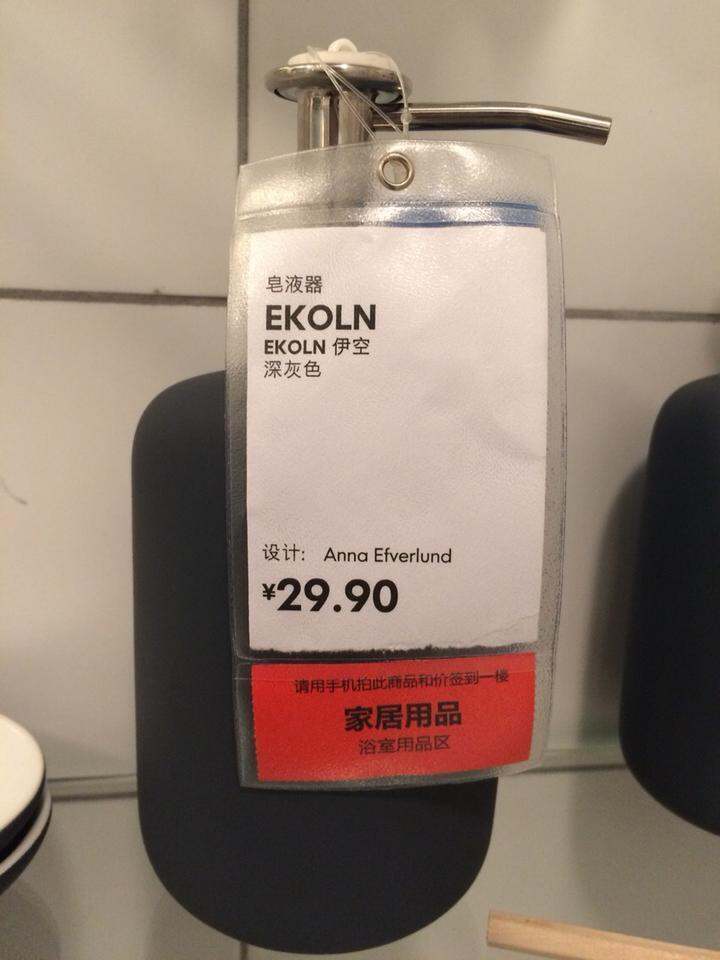 皂液器
EKOLN
EKOLN 伊空
深灰色
设计: Anna Efverlund
¥29.90
请用手机拍此商品和价签到一楼
家居用品
浴室用品区